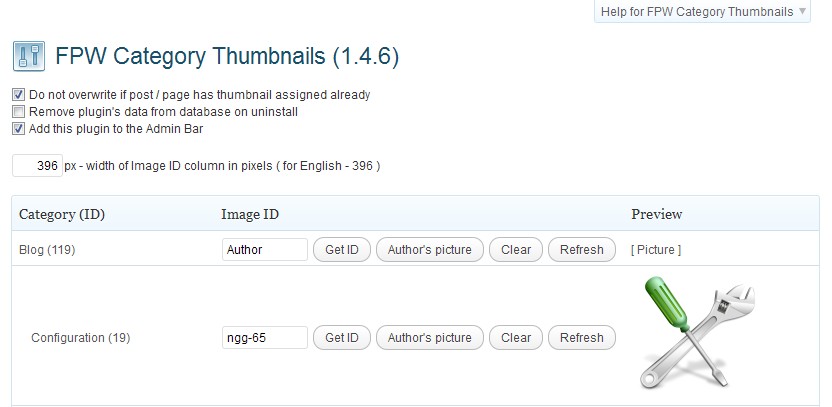 Help for FPW Category Thumbnails ▼
FPW Category Thumbnails (1.4.6)
Do not overwrite if post / page has thumbnail assigned already
Remove plugin's data from database on uninstall
Add this plugin to the Admin Bar
396 px - width of Image ID column in pixels ( for English - 396 )
Category (ID) Image ID Preview
Blog (119) Author Get ID Author's picture Clear Refresh [ Picture ]
Configuration (19) ngg-65 Get ID Author's picture Clear Refresh